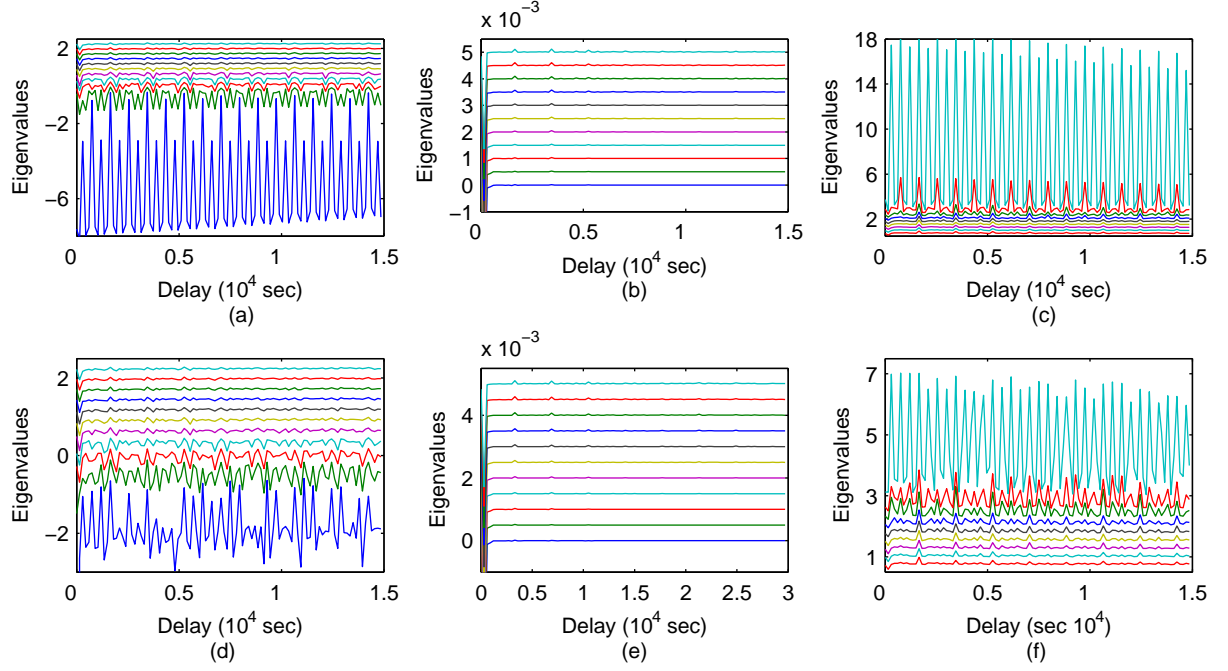 2
−2
−6
0
0.5
1
1.5
Eigenvalues
Delay (10^4 sec)
(a)
x 10^−3
5
4
3
2
1
0
−1
0
0.5
1
1.5
Eigenvalues
Delay (10^4 sec)
(b)
18
14
10
6
2
0
0.5
1
1.5
Eigenvalues
Delay (10^4 sec)
(c)
2
0
−2
0
0.5
1
1.5
Eigenvalues
Delay (10^4 sec)
(d)
x 10^−3
4
2
0
0
0.5
1
1.5
2
2.5
3
Eigenvalues
Delay (10^4 sec)
(e)
7
5
3
1
0
0.5
1
1.5
Eigenvalues
Delay (sec 10^4)
(f)